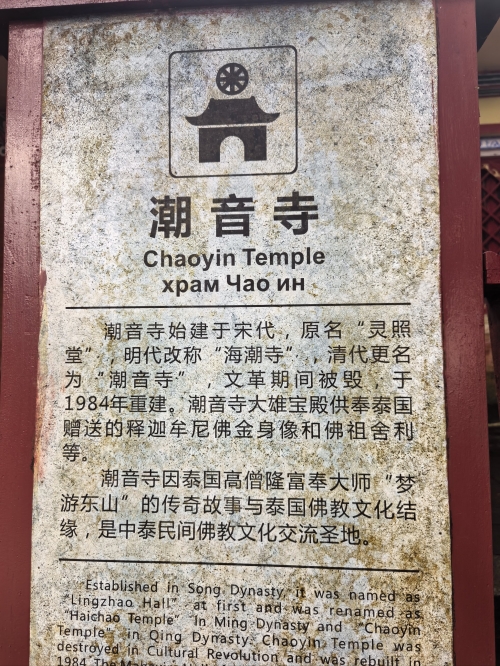 潮音寺
Chaoyin Temple
храм Чао ин
潮音寺始建于宋代，原名“灵照
堂”，明代改称“海潮寺”，清代更名
为“潮音寺”，文革期间被毁，于
1984年重建。潮音寺大雄宝殿供奉泰国
赠送的释迦牟尼佛金身像和佛祖舍利
等。
潮音寺因泰国高僧隆富奉大师“梦
游东山”的传奇故事与泰国佛教文化结
缘，是中泰民间佛教文化交流圣地。
"Established in Song Dynasty, it was named as
"Lingzhao Hall" at first and was renamed as
"Haichao Temple" in Ming Dynasty and "Chaoyin
Temple" in Qing Dynasty. Chaoyin Temple was
destroyed in Cultural Revolution and was rebuilt in
1984. The